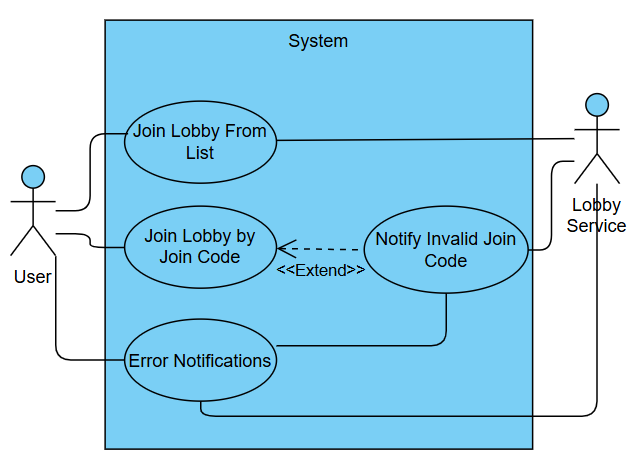 System
Join Lobby From
List
Lobby
Service
Join Lobby by
Join Code
Notify Invalid Join
Code
<<Extend>>
User
Error Notifications